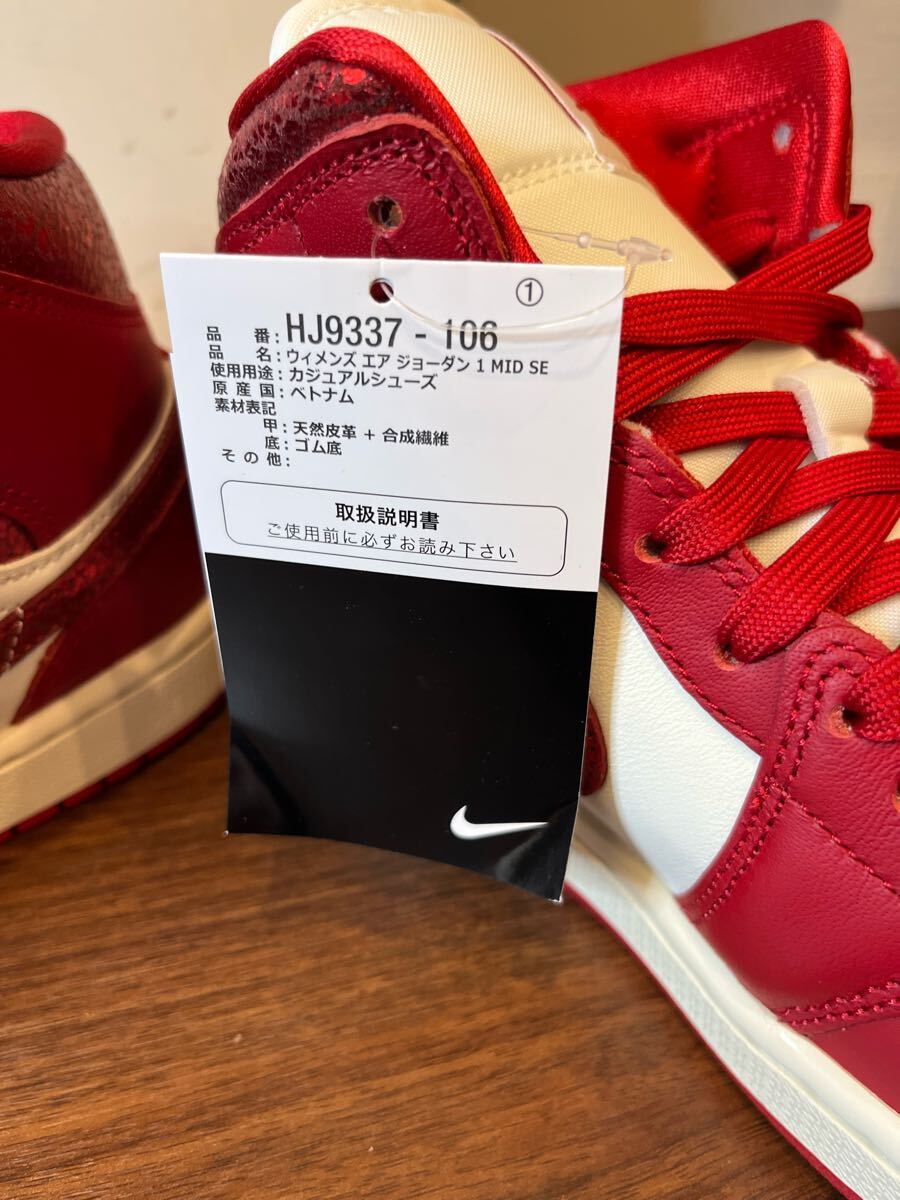 ①
品 番 : HJ9337 - 106
品 名 : ウィメンズ エア ジョーダン 1 MID SE
使用用途 : カジュアルシューズ
原 産 国 : ベトナム
素材表記
甲 : 天然皮革 + 合成繊維
底 : ゴム底
そ の 他 :
取扱説明書
ご使用前に必ずお読み下さい